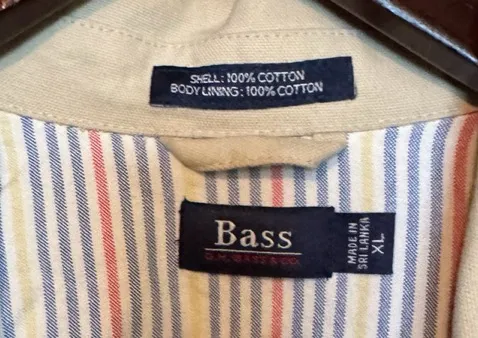 SHELL: 100% COTTON
BODY LINING: 100% COTTON
Bass
G.H. BASS & CO.
MADE IN
SRI LANKA
XL